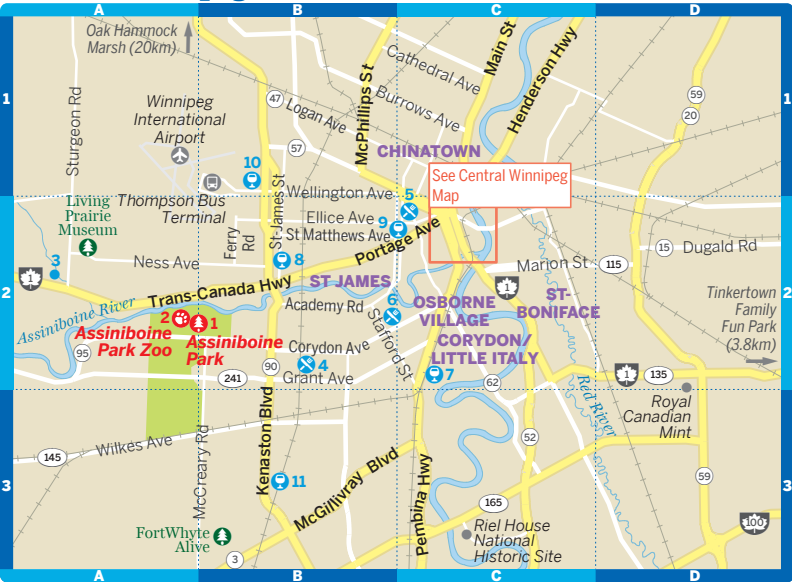 A
B
C
D
Oak Hammock
Marsh (20km)
Cathedral Ave
Main St
Henderson Hwy
59
20
1
1
Sturgeon Rd
Winnipeg
International
Airport
47
Logan Ave
McPhillips St
Burrows Ave
57
CHINATOWN
10
See Central Winnipeg
Map
Living
Prairie
Museum
Thompson Bus
Terminal
Wellington Ave
5
Ellice Ave
9
St Matthews Ave
Ferry
Rd
St-James St
Portage Ave
Ness Ave
8
3
1
Marion St
115
15
Dugald Rd
2
2
Trans-Canada Hwy
ST JAMES
1
ST-
BONIFACE
Assiniboine River
Academy Rd
6
OSBORNE
VILLAGE
Tinkertown
Family
Fun Park
(3.8km)
2
1
Assiniboine
Park Zoo
Assiniboine
Park
Stafford St
CORYDON/
LITTLE ITALY
95
Corydon Ave
4
90
241
Grant Ave
7
62
1
135
Red River
Royal
Canadian
Mint
Wilkes Ave
145
McCreary Rd
Kenaston Blvd
52
59
3
3
11
McGillivray Blvd
Pembina Hwy
165
100
FortWhyte
Alive
3
Riel House
National
Historic Site
A
B
C
D